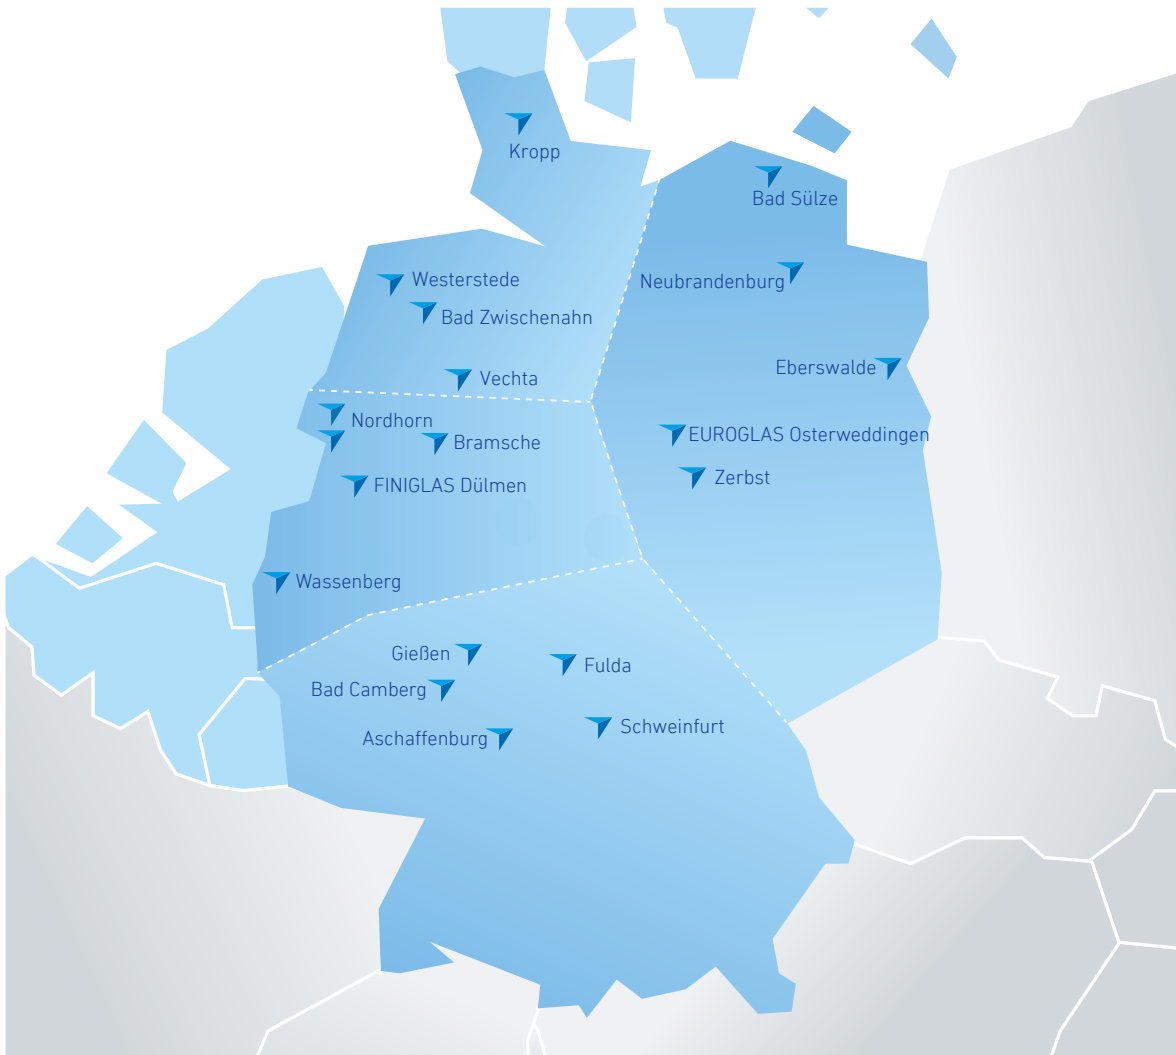 Kropp
Bad Sülze
Westerstede
Neubrandenburg
Bad Zwischenahn
Eberswalde
Vechta
Nordhorn
EUROGLAS Osterweddingen
Bramsche
Zerbst
FINIGLAS Dülmen
Wassenberg
Gießen
Fulda
Bad Camberg
Schweinfurt
Aschaffenburg